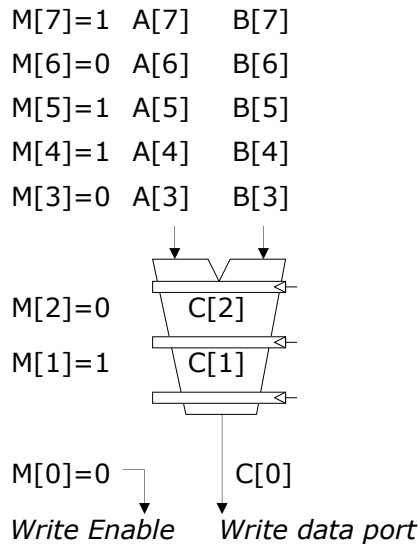 M[7]=1 A[7] B[7]
M[6]=0 A[6] B[6]
M[5]=1 A[5] B[5]
M[4]=1 A[4] B[4]
M[3]=0 A[3] B[3]
M[2]=0 C[2]
M[1]=1 C[1]
M[0]=0 C[0]
Write Enable Write data port